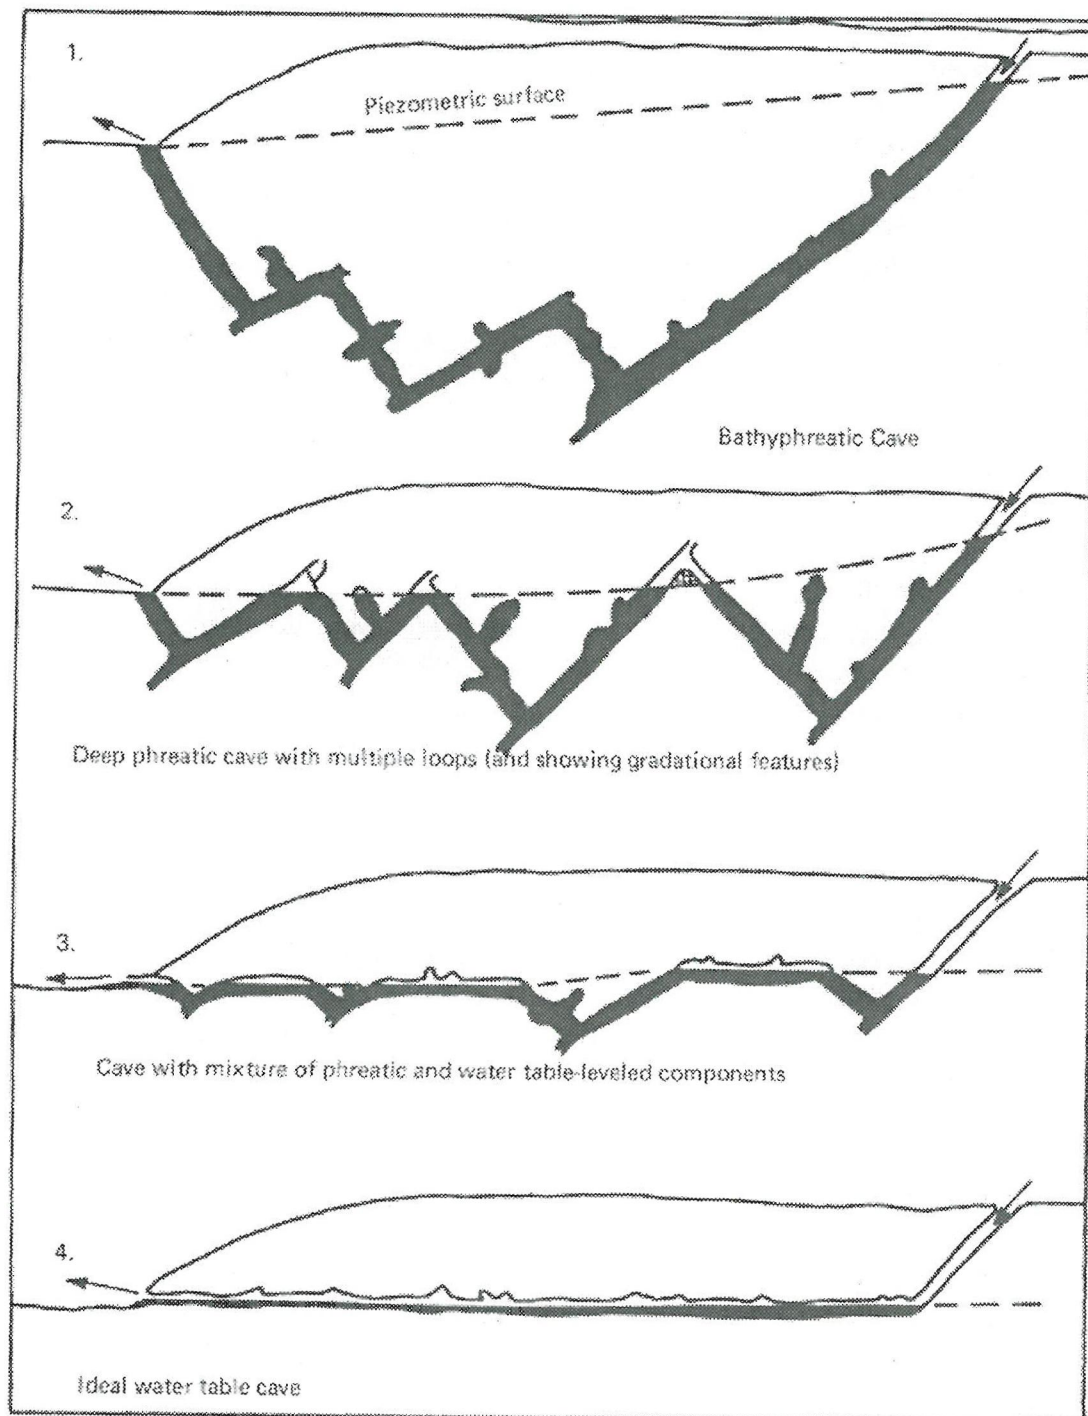 1.
Piezometric surface
Bathyphreatic Cave
2.
Deep phreatic cave with multiple loops (and showing gradational features)
3.
Cave with mixture of phreatic and water table-leveled components
4.
Ideal water table cave